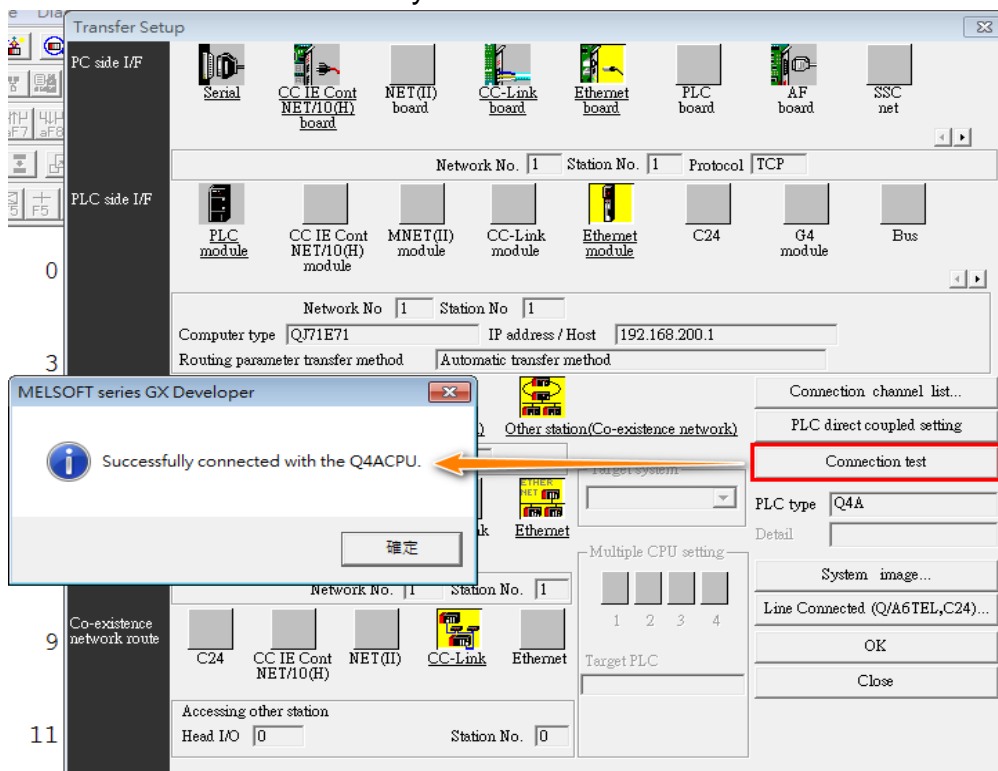 Transfer Setup
PC side I/F
Serial
CC IE Cont NET/10(H) board
NET(II) board
CC-Link board
Ethernet board
PLC board
AF board
SSC net
Network No. 1 Station No. 1 Protocol TCP
PLC side I/F
PLC module
CC IE Cont NET/10(H) module
MNET(II) module
CC-Link module
Ethernet module
C24
G4 module
Bus
Network No 1 Station No 1
Computer type QJ71E71 IP address / Host 192.168.200.1
Routing parameter transfer method Automatic transfer method
0
3
9
11
aF7 aF8
F5
MELSOFT series GX Developer
Successfully connected with the Q4ACPU.
確定
Other station(Co-existence network)
Target system
Ethernet
Multiple CPU setting
1 2 3 4
Target PLC
Connection channel list...
PLC direct coupled setting
Connection test
PLC type Q4A
Detail
System image...
Line Connected (Q/A6TEL,C24)...
OK
Close
Network No. 1 Station No. 1
Co-existence network route
C24
CC IE Cont NET/10(H)
NET(II)
CC-Link
Ethernet
Accessing other station
Head I/O 0 Station No. 0